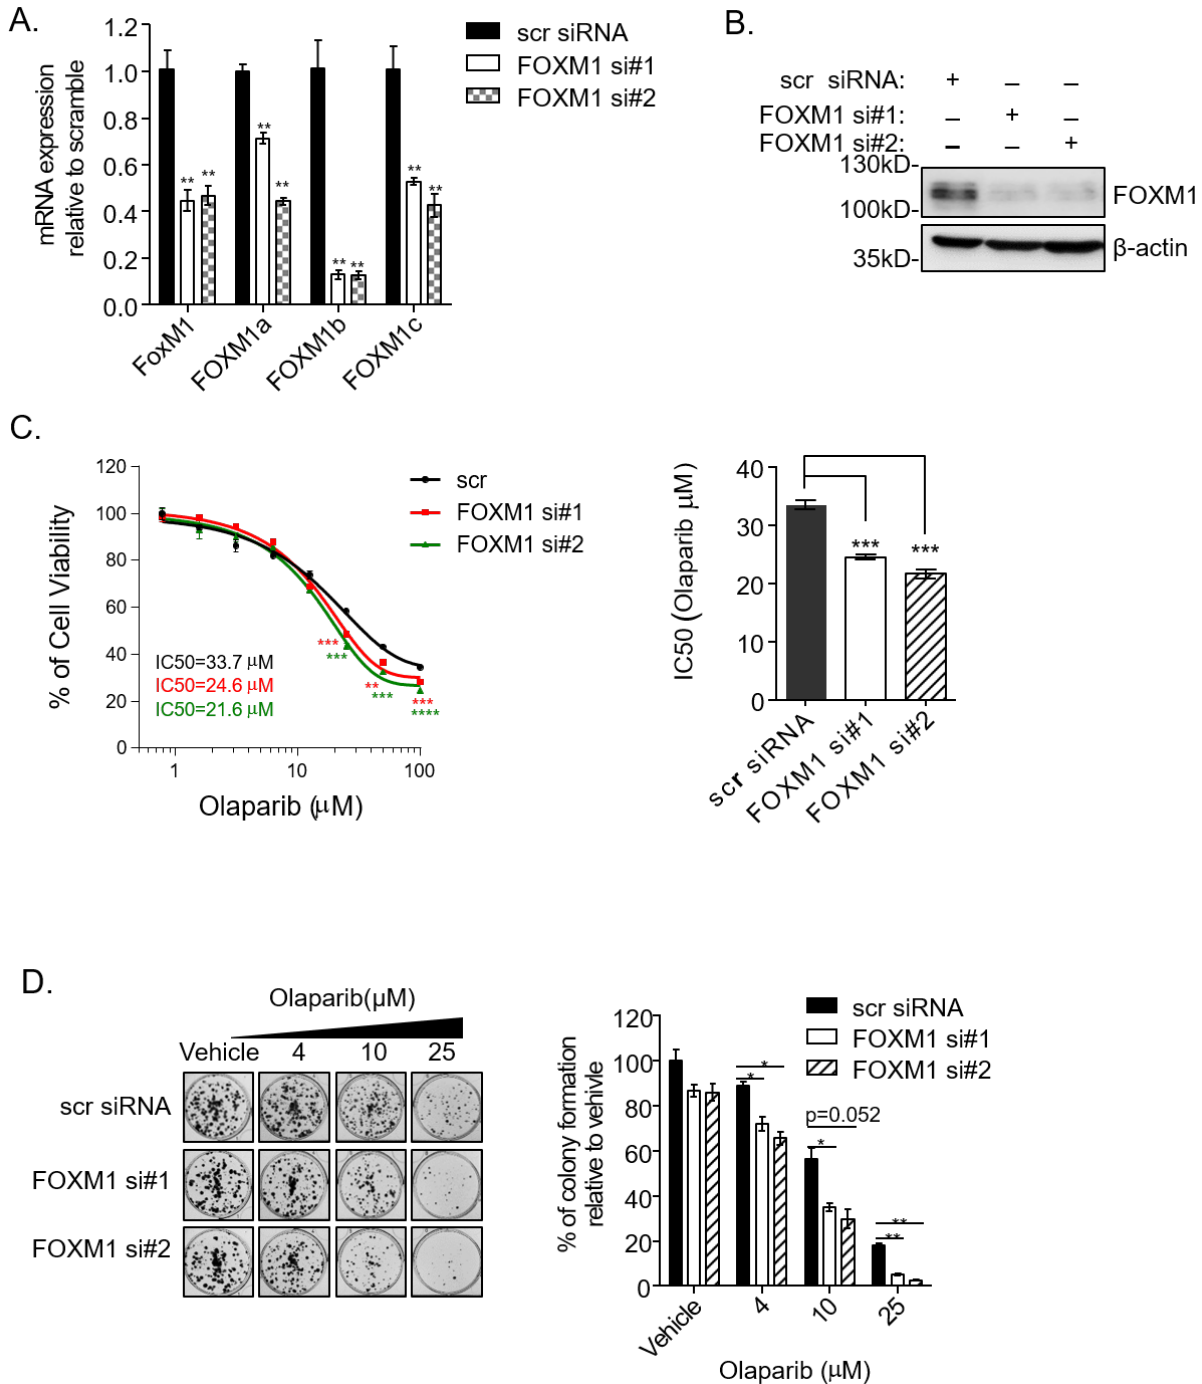 A.
1.2
1.0
0.8
0.6
0.4
0.2
0.0
mRNA expression
relative to scramble
** ** ** ** ** ** ** **
FoxM1 FOXM1a FOXM1b FOXM1c
scr siRNA
FOXM1 si#1
FOXM1 si#2
B.
scr siRNA: + – –
FOXM1 si#1: – + –
FOXM1 si#2: – – +
130kD-
100kD-
FOXM1
35kD-
β-actin
C.
120
100
80
60
40
20
0
% of Cell Viability
scr
FOXM1 si#1
FOXM1 si#2
***
***
**
***
***
****
IC50=33.7 μM
IC50=24.6 μM
IC50=21.6 μM
1 10 100
Olaparib (μM)
40
30
20
10
0
IC50 (Olaparib μM)
*** ***
scr siRNA FOXM1 si#1 FOXM1 si#2
D.
Olaparib(μM)
Vehicle 4 10 25
scr siRNA
FOXM1 si#1
FOXM1 si#2
120
100
80
60
40
20
0
% of colony formation
relative to vehivle
scr siRNA
FOXM1 si#1
FOXM1 si#2
*
*
p=0.052
*
**
**
Vehicle 4 10 25
Olaparib (μM)